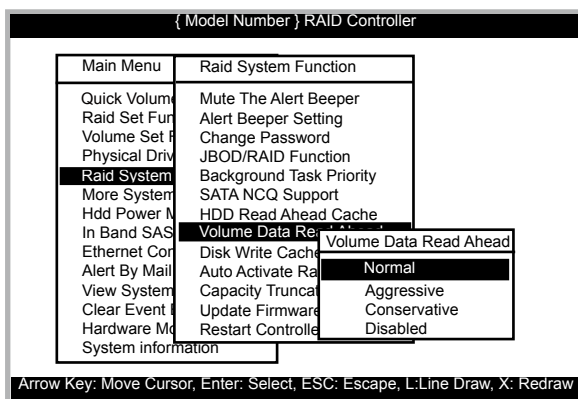 { Model Number } RAID Controller
Main Menu
Quick Volume
Raid Set Fun
Volume Set F
Physical Driv
Raid System
More System
Hdd Power M
In Band SAS
Ethernet Con
Alert By Mail
View System
Clear Event B
Hardware Mo
System information
Raid System Function
Mute The Alert Beeper
Alert Beeper Setting
Change Password
JBOD/RAID Function
Background Task Priority
SATA NCQ Support
HDD Read Ahead Cache
Volume Data Read Ahead
Disk Write Cache
Auto Activate Ra
Capacity Truncat
Update Firmware
Restart Controlle
Volume Data Read Ahead
Normal
Aggressive
Conservative
Disabled
Arrow Key: Move Cursor, Enter: Select, ESC: Escape, L:Line Draw, X: Redraw